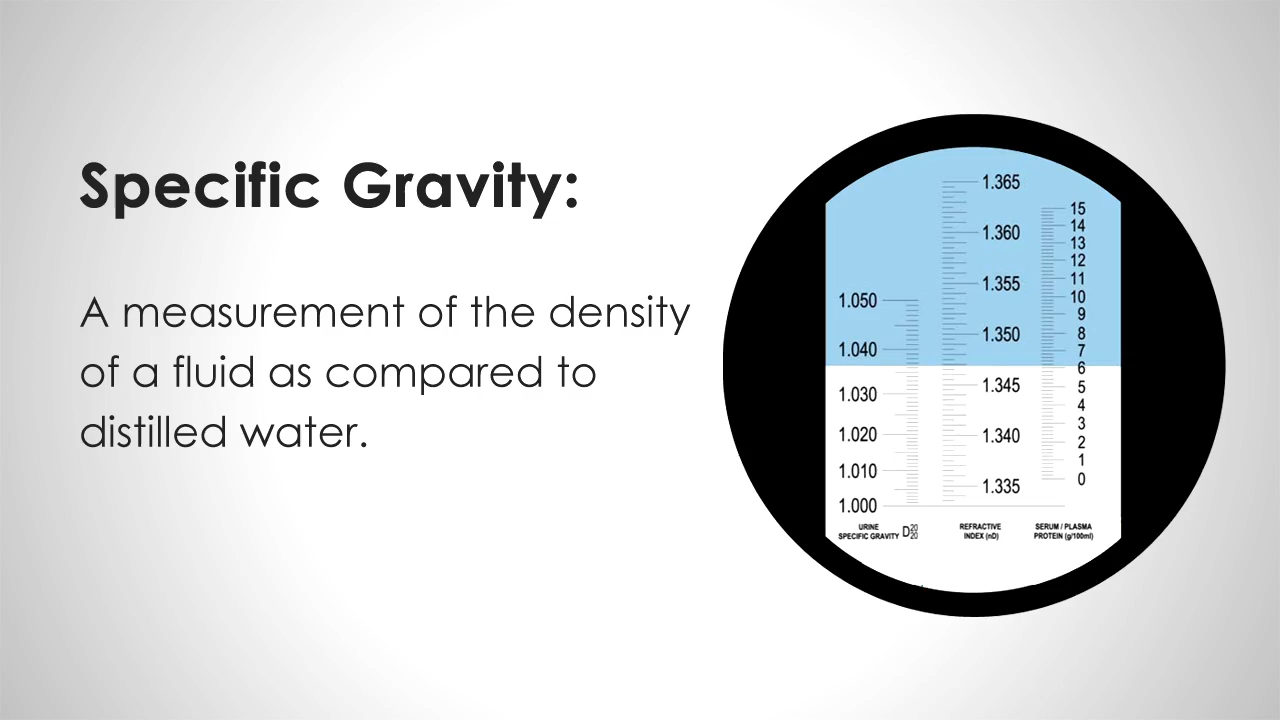 Specific Gravity:
A measurement of the density
of a fluid as compared to
distilled water.
1.365
15
14
1.360
13
12
11
1.355
10
1.050
9
8
1.350
1.040
7
6
5
1.345
1.030
4
3
1.020
1.340
2
1
1.010
0
1.335
1.000
URINE
SPECIFIC GRAVITY D20/20
REFRACTIVE
INDEX (nD)
SERUM / PLASMA
PROTEIN (g/100ml)